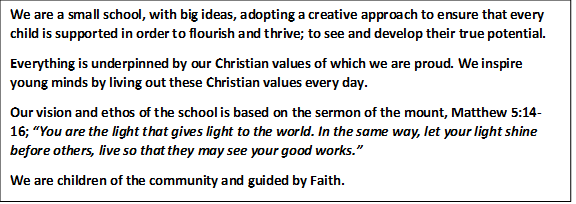 We are a small school, with big ideas, adopting a creative approach to ensure that every
child is supported in order to flourish and thrive; to see and develop their true potential.
Everything is underpinned by our Christian values of which we are proud. We inspire
young minds by living out these Christian values every day.
Our vision and ethos of the school is based on the sermon of the mount, Matthew 5:14-
16; “You are the light that gives light to the world. In the same way, let your light shine
before others, live so that they may see your good works.”
We are children of the community and guided by Faith.